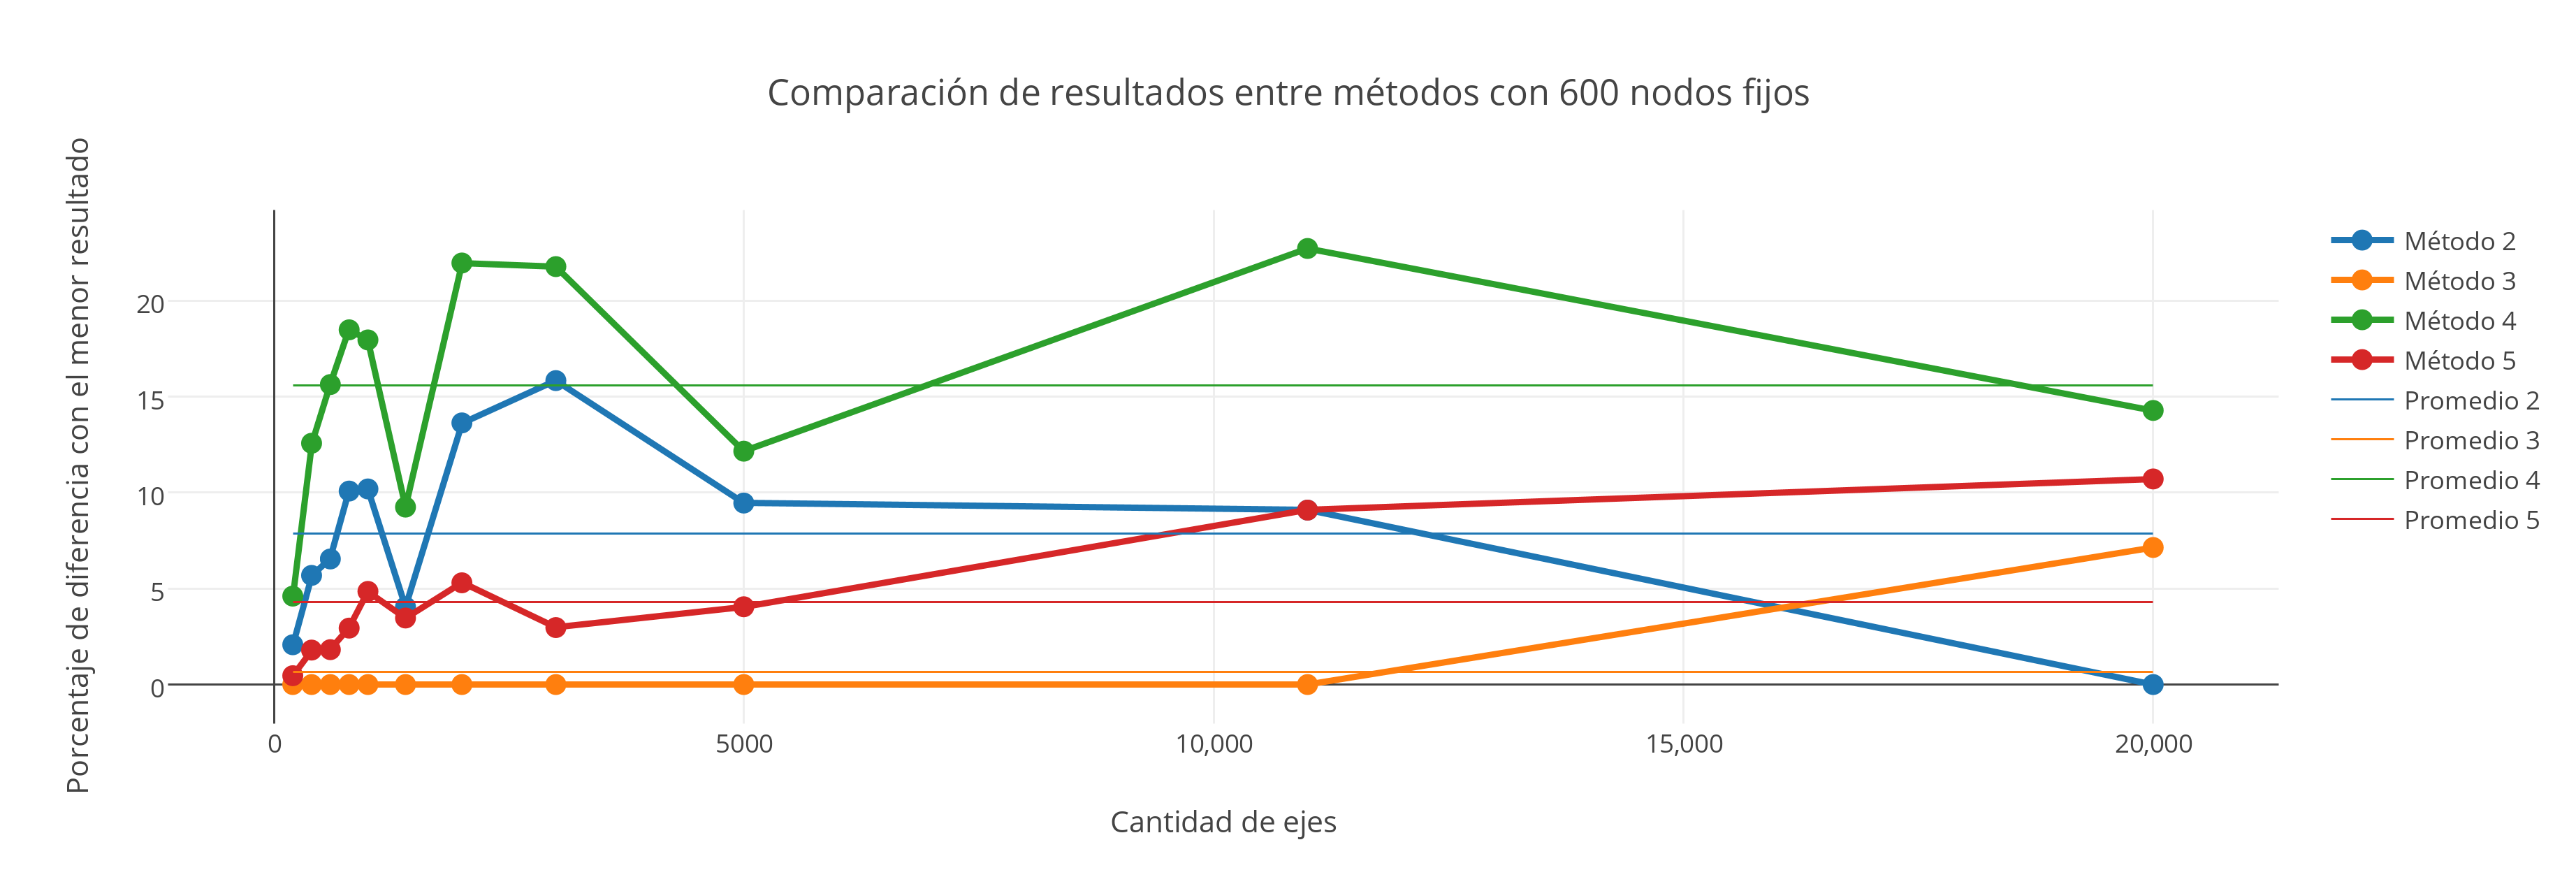 Comparación de resultados entre métodos con 600 nodos fijos
Porcentaje de diferencia con el menor resultado
20
15
10
5
0
0
5000
10,000
15,000
20,000
Cantidad de ejes
Método 2
Método 3
Método 4
Método 5
Promedio 2
Promedio 3
Promedio 4
Promedio 5